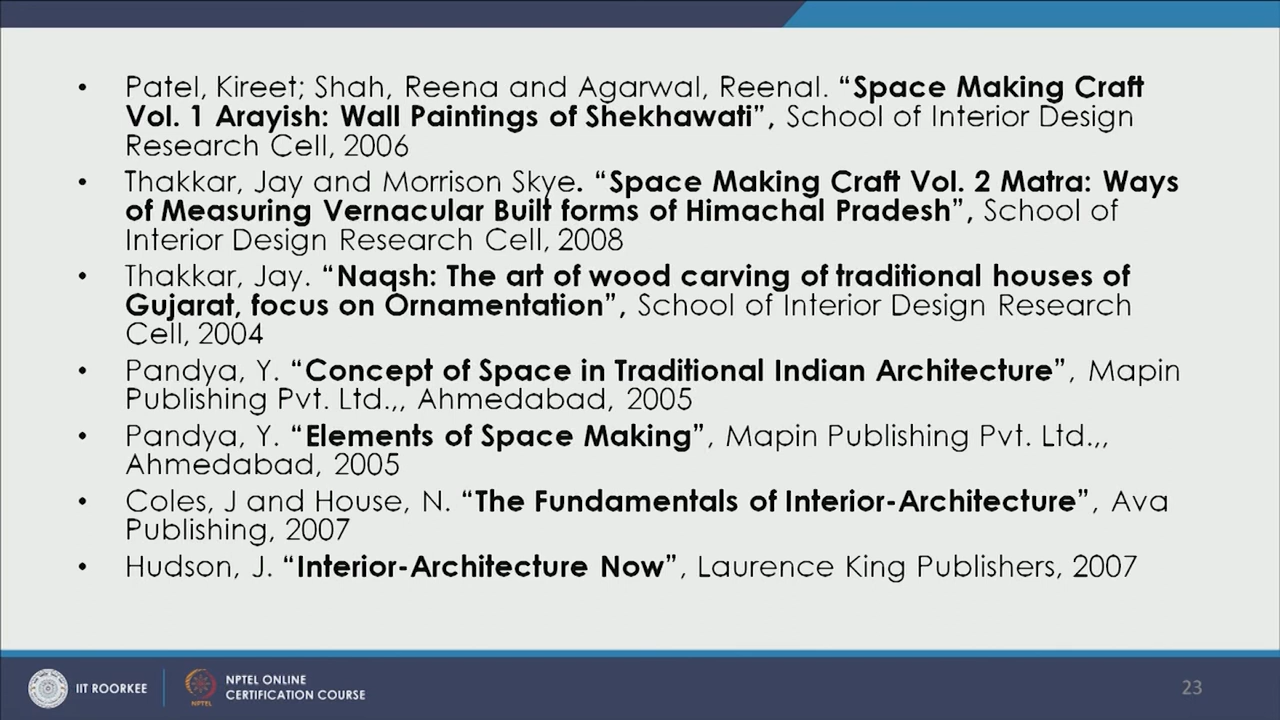 • Patel, Kireet; Shah, Reena and Agarwal, Reenal. “Space Making Craft
Vol. 1 Arayish: Wall Paintings of Shekhawati”, School of Interior Design
Research Cell, 2006
• Thakkar, Jay and Morrison Skye. “Space Making Craft Vol. 2 Matra: Ways
of Measuring Vernacular Built forms of Himachal Pradesh”, School of
Interior Design Research Cell, 2008
• Thakkar, Jay. “Naqsh: The art of wood carving of traditional houses of
Gujarat, focus on Ornamentation”, School of Interior Design Research
Cell, 2004
• Pandya, Y. “Concept of Space in Traditional Indian Architecture”, Mapin
Publishing Pvt. Ltd.,, Ahmedabad, 2005
• Pandya, Y. “Elements of Space Making”, Mapin Publishing Pvt. Ltd.,,
Ahmedabad, 2005
• Coles, J and House, N. “The Fundamentals of Interior-Architecture”, Ava
Publishing, 2007
• Hudson, J. “Interior-Architecture Now”, Laurence King Publishers, 2007
IIT ROORKEE
NPTEL
NPTEL ONLINE
CERTIFICATION COURSE
23